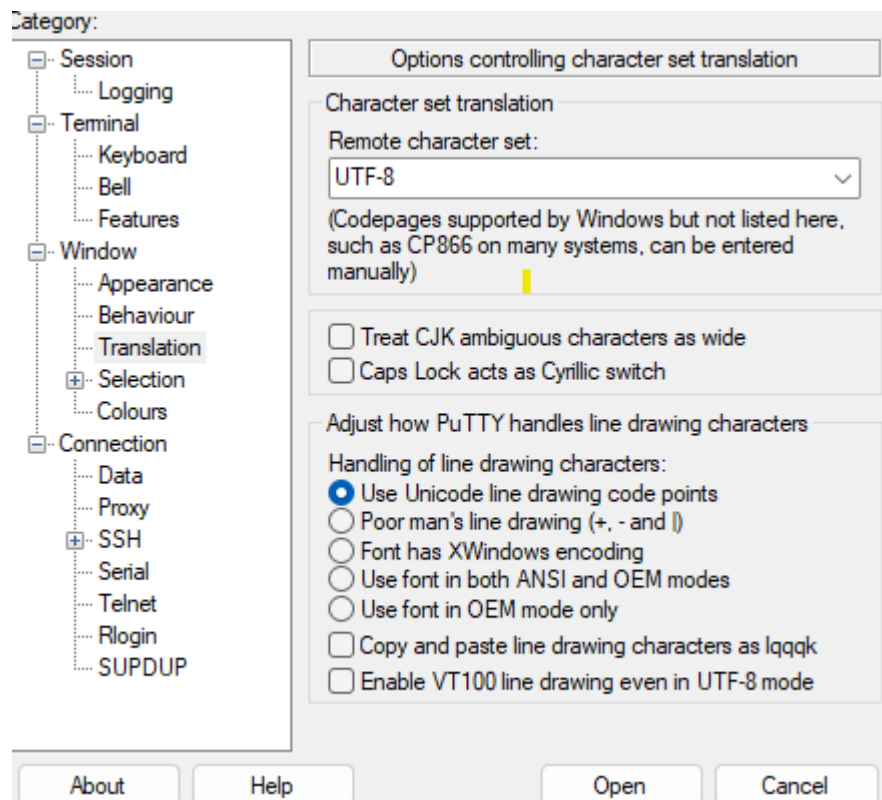 Category:
Session
Logging
Terminal
Keyboard
Bell
Features
Window
Appearance
Behaviour
Translation
Selection
Colours
Connection
Data
Proxy
SSH
Serial
Telnet
Rlogin
SUPDUP
Options controlling character set translation
Character set translation
Remote character set:
UTF-8
(Codepages supported by Windows but not listed here,
such as CP866 on many systems, can be entered
manually)
Treat CJK ambiguous characters as wide
Caps Lock acts as Cyrillic switch
Adjust how PuTTY handles line drawing characters
Handling of line drawing characters:
Use Unicode line drawing code points
Poor man's line drawing (+, - and |)
Font has XWindows encoding
Use font in both ANSI and OEM modes
Use font in OEM mode only
Copy and paste line drawing characters as lqqqk
Enable VT100 line drawing even in UTF-8 mode
About
Help
Open
Cancel